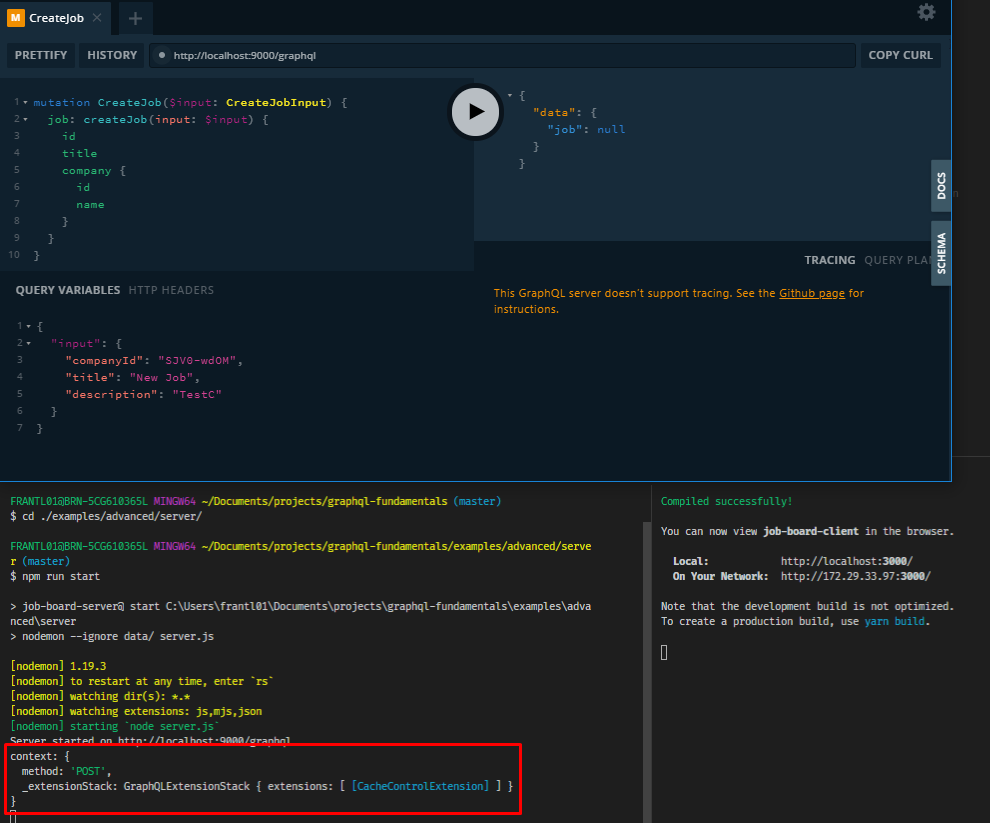 M CreateJob × +
PRETTIFY HISTORY http://localhost:9000/graphql COPY CURL
1 mutation CreateJob($input: CreateJobInput) {
2 job: createJob(input: $input) {
3 id
4 title
5 company {
6 id
7 name
8 }
9 }
10 }
{
"data": {
"job": null
}
}
DOCS
SCHEMA
TRACING QUERY PLAN
This GraphQL server doesn't support tracing. See the Github page for
instructions.
QUERY VARIABLES HTTP HEADERS
1 {
2 "input": {
3 "companyId": "SJV0-wdOM",
4 "title": "New Job",
5 "description": "TestC"
6 }
7 }
FRANTL01@BRN-5CG610365L MINGW64 ~/Documents/projects/graphql-fundamentals (master)
$ cd ./examples/advanced/server/
FRANTL01@BRN-5CG610365L MINGW64 ~/Documents/projects/graphql-fundamentals/examples/advanced/serve
r (master)
$ npm run start
> job-board-server@ start C:\Users\frantl01\Documents\projects\graphql-fundamentals\examples\adva
nced\server
> nodemon --ignore data/ server.js
[nodemon] 1.19.3
[nodemon] to restart at any time, enter `rs`
[nodemon] watching dir(s): *.*
[nodemon] watching extensions: js,mjs,json
[nodemon] starting `node server.js`
Server started on http://localhost:9000/graphql
context: {
method: 'POST',
_extensionStack: GraphQLExtensionStack { extensions: [ [CacheControlExtension] ] }
}
Compiled successfully!
You can now view job-board-client in the browser.
Local: http://localhost:3000/
On Your Network: http://172.29.33.97:3000/
Note that the development build is not optimized.
To create a production build, use yarn build.